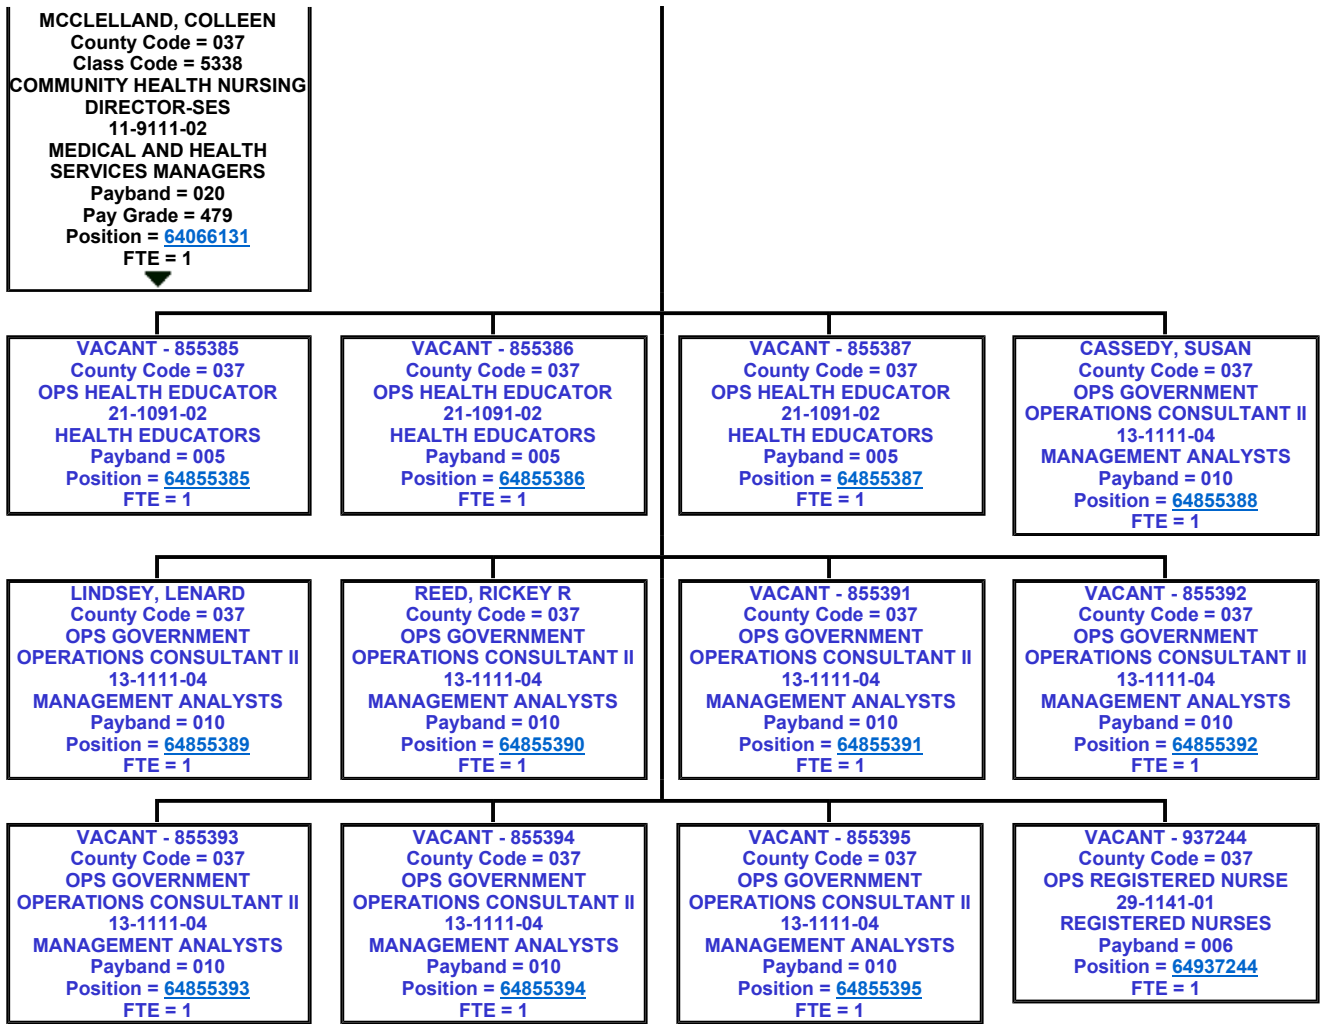 MCCLELLAND, COLLEEN
County Code = 037
Class Code = 5338
COMMUNITY HEALTH NURSING
DIRECTOR-SES
11-9111-02
MEDICAL AND HEALTH
SERVICES MANAGERS
Payband = 020
Pay Grade = 479
Position = 64066131
FTE = 1
VACANT - 855385
County Code = 037
OPS HEALTH EDUCATOR
21-1091-02
HEALTH EDUCATORS
Payband = 005
Position = 64855385
FTE = 1
VACANT - 855386
County Code = 037
OPS HEALTH EDUCATOR
21-1091-02
HEALTH EDUCATORS
Payband = 005
Position = 64855386
FTE = 1
VACANT - 855387
County Code = 037
OPS HEALTH EDUCATOR
21-1091-02
HEALTH EDUCATORS
Payband = 005
Position = 64855387
FTE = 1
CASSEDY, SUSAN
County Code = 037
OPS GOVERNMENT
OPERATIONS CONSULTANT II
13-1111-04
MANAGEMENT ANALYSTS
Payband = 010
Position = 64855388
FTE = 1
LINDSEY, LENARD
County Code = 037
OPS GOVERNMENT
OPERATIONS CONSULTANT II
13-1111-04
MANAGEMENT ANALYSTS
Payband = 010
Position = 64855389
FTE = 1
REED, RICKEY R
County Code = 037
OPS GOVERNMENT
OPERATIONS CONSULTANT II
13-1111-04
MANAGEMENT ANALYSTS
Payband = 010
Position = 64855390
FTE = 1
VACANT - 855391
County Code = 037
OPS GOVERNMENT
OPERATIONS CONSULTANT II
13-1111-04
MANAGEMENT ANALYSTS
Payband = 010
Position = 64855391
FTE = 1
VACANT - 855392
County Code = 037
OPS GOVERNMENT
OPERATIONS CONSULTANT II
13-1111-04
MANAGEMENT ANALYSTS
Payband = 010
Position = 64855392
FTE = 1
VACANT - 855393
County Code = 037
OPS GOVERNMENT
OPERATIONS CONSULTANT II
13-1111-04
MANAGEMENT ANALYSTS
Payband = 010
Position = 64855393
FTE = 1
VACANT - 855394
County Code = 037
OPS GOVERNMENT
OPERATIONS CONSULTANT II
13-1111-04
MANAGEMENT ANALYSTS
Payband = 010
Position = 64855394
FTE = 1
VACANT - 855395
County Code = 037
OPS GOVERNMENT
OPERATIONS CONSULTANT II
13-1111-04
MANAGEMENT ANALYSTS
Payband = 010
Position = 64855395
FTE = 1
VACANT - 937244
County Code = 037
OPS REGISTERED NURSE
29-1141-01
REGISTERED NURSES
Payband = 006
Position = 64937244
FTE = 1